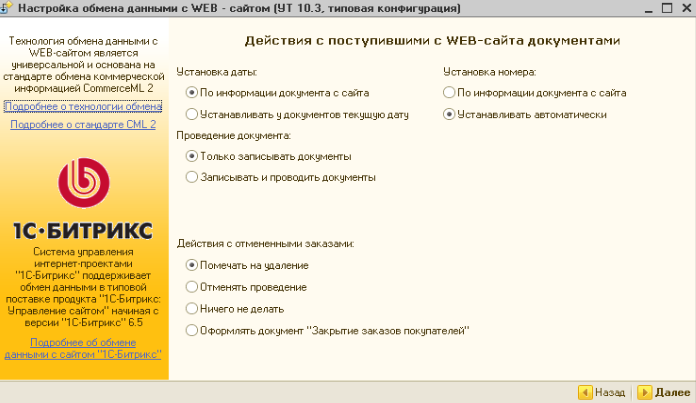 Настройка обмена данными с WEB - сайтом (УТ 10.3, типовая конфигурация)
Технология обмена данными с
WEB-сайтом является
универсальной и основана на
стандарте обмена коммерческой
информацией CommerceML 2
Подробнее о технологии обмена
Подробнее о стандарте CML 2
1С·БИТРИКС
Система управления
интернет-проектами
"1С-Битрикс" поддерживает
обмен данными в типовой
поставке продукта "1С-Битрикс:
Управление сайтом" начиная с
версии "1С-Битрикс" 6.5
Подробнее об обмене
данными с сайтом "1С-Битрикс"
Действия с поступившими с WEB-сайта документами
Установка даты:
По информации документа с сайта
Устанавливать у документов текущую дату
Установка номера:
По информации документа с сайта
Устанавливать автоматически
Проведение документа:
Только записывать документы
Записывать и проводить документы
Действия с отмененными заказами:
Помечать на удаление
Отменять проведение
Ничего не делать
Оформлять документ "Закрытие заказов покупателей"
Назад
Далее